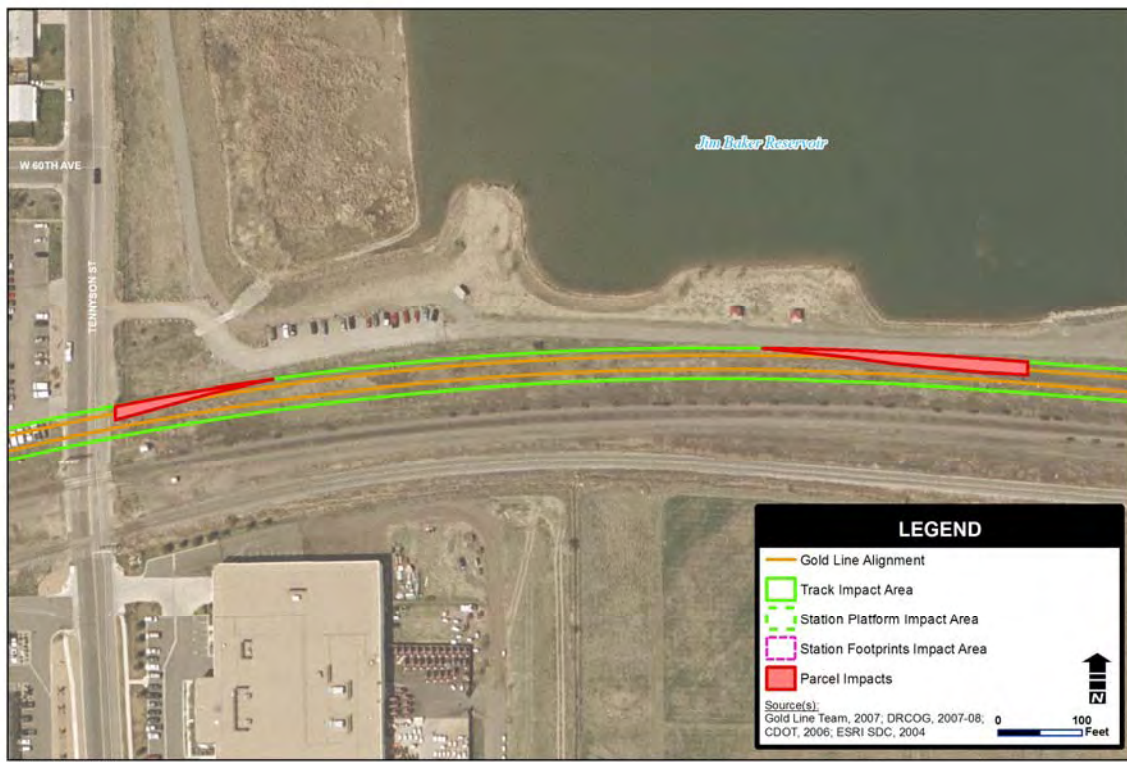 Jim Baker Reservoir
W 60TH AVE
TENNYSON ST
LEGEND
Gold Line Alignment
Track Impact Area
Station Platform Impact Area
Station Footprints Impact Area
Parcel Impacts
N
Source(s):
Gold Line Team, 2007; DRCOG, 2007-08;
CDOT, 2006; ESRI SDC, 2004
0 100
Feet